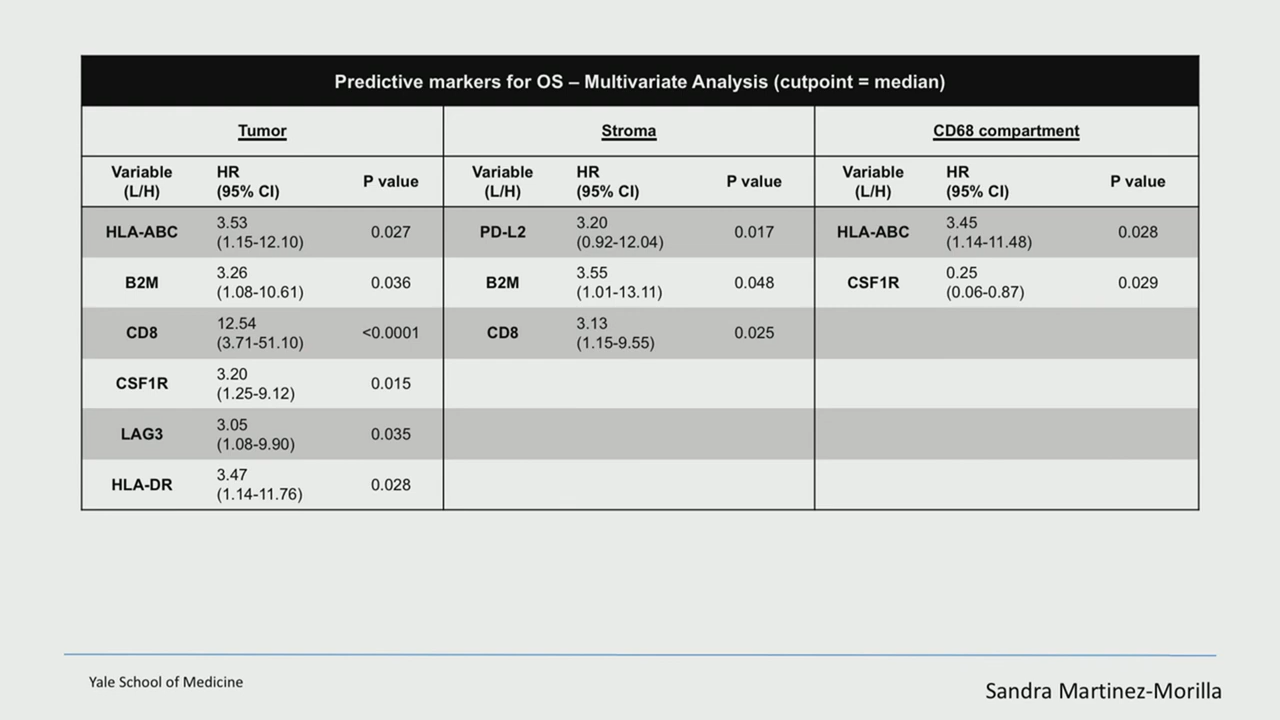 Predictive markers for OS – Multivariate Analysis (cutpoint = median)
Tumor
Stroma
CD68 compartment
Variable (L/H) HR (95% CI) P value
Variable (L/H) HR (95% CI) P value
Variable (L/H) HR (95% CI) P value
HLA-ABC 3.53 (1.15-12.10) 0.027
PD-L2 3.20 (0.92-12.04) 0.017
HLA-ABC 3.45 (1.14-11.48) 0.028
B2M 3.26 (1.08-10.61) 0.036
B2M 3.55 (1.01-13.11) 0.048
CSF1R 0.25 (0.06-0.87) 0.029
CD8 12.54 (3.71-51.10) <0.0001
CD8 3.13 (1.15-9.55) 0.025
CSF1R 3.20 (1.25-9.12) 0.015
LAG3 3.05 (1.08-9.90) 0.035
HLA-DR 3.47 (1.14-11.76) 0.028
Yale School of Medicine
Sandra Martinez-Morilla